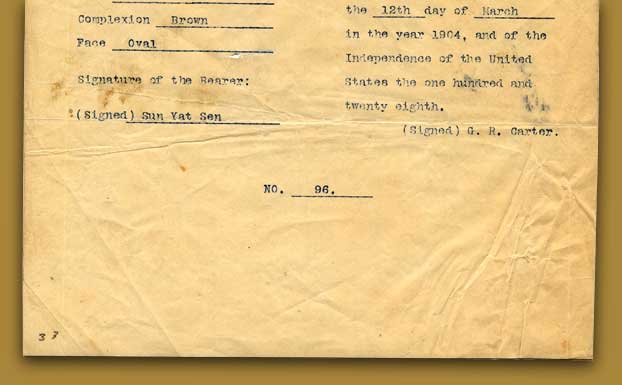 Complexion Brown
Face Oval
Signature of the Bearer:
(Signed) Sun Yat Sen
the 12th day of March
in the year 1904, and of the
Independence of the United
States the one hundred and
twenty eighth.
(Signed) G. R. Carter.
NO. 96.
37